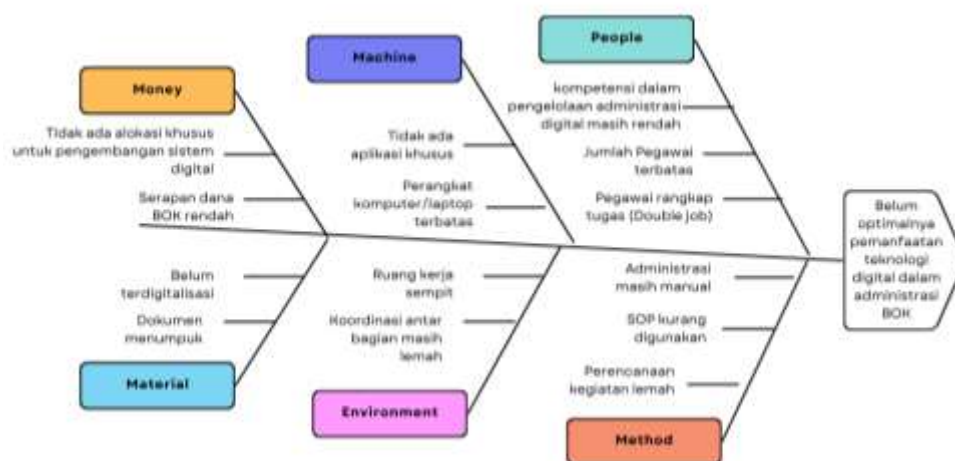 Money
Tidak ada alokasi khusus
untuk pengembangan sistem
digital
Serapan dana
BOK rendah
Machine
Tidak ada
aplikasi khusus
Perangkat
komputer/laptop
terbatas
People
kompetensi dalam
pengelolaan administrasi
digital masih rendah
Jumlah Pegawai
terbatas
Pegawai rangkap
tugas (Double job)
Belum
optimalnya
pemanfaatan
teknologi
digital dalam
administrasi
BOK
Belum
terdigitalisasi
Dokumen
menumpuk
Material
Ruang kerja
sempit
Koordinasi antar
bagian masih
lemah
Environment
Administrasi
masih manual
SOP kurang
digunakan
Perencanaan
kegiatan lemah
Method